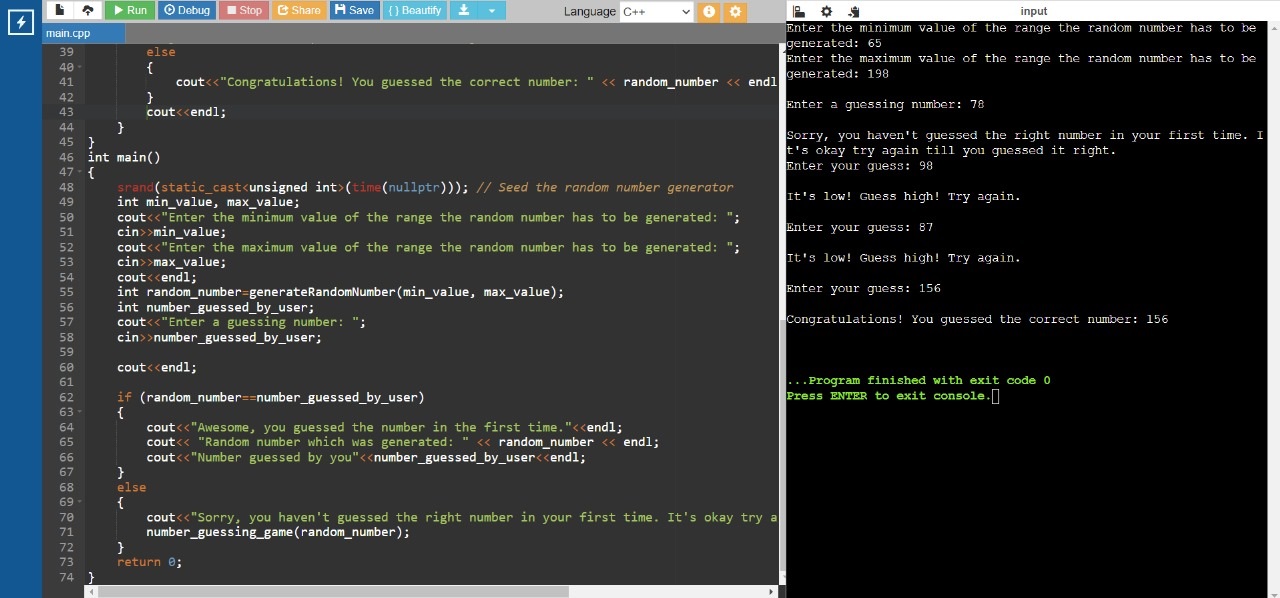 Run Debug Stop Share Save { } Beautify Language C++
main.cpp
39 else
40 {
41 cout<<"Congratulations! You guessed the correct number: " << random_number << endl
42 }
43 cout<<endl;
44 }
45 }
46 int main()
47 {
48 srand(static_cast<unsigned int>(time(nullptr))); // Seed the random number generator
49 int min_value, max_value;
50 cout<<"Enter the minimum value of the range the random number has to be generated: ";
51 cin>>min_value;
52 cout<<"Enter the maximum value of the range the random number has to be generated: ";
53 cin>>max_value;
54 cout<<endl;
55 int random_number=generateRandomNumber(min_value, max_value);
56 int number_guessed_by_user;
57 cout<<"Enter a guessing number: ";
58 cin>>number_guessed_by_user;
59
60 cout<<endl;
61
62 if (random_number==number_guessed_by_user)
63 {
64 cout<<"Awesome, you guessed the number in the first time."<<endl;
65 cout<< "Random number which was generated: " << random_number << endl;
66 cout<<"Number guessed by you"<<number_guessed_by_user<<endl;
67 }
68 else
69 {
70 cout<<"Sorry, you haven't guessed the right number in your first time. It's okay try a
71 number_guessing_game(random_number);
72 }
73 return 0;
74 }
input
Enter the minimum value of the range the random number has to be
generated: 65
Enter the maximum value of the range the random number has to be
generated: 198
Enter a guessing number: 78
Sorry, you haven't guessed the right number in your first time. I
t's okay try again till you guessed it right.
Enter your guess: 98
It's low! Guess high! Try again.
Enter your guess: 87
It's low! Guess high! Try again.
Enter your guess: 156
Congratulations! You guessed the correct number: 156
...Program finished with exit code 0
Press ENTER to exit console.